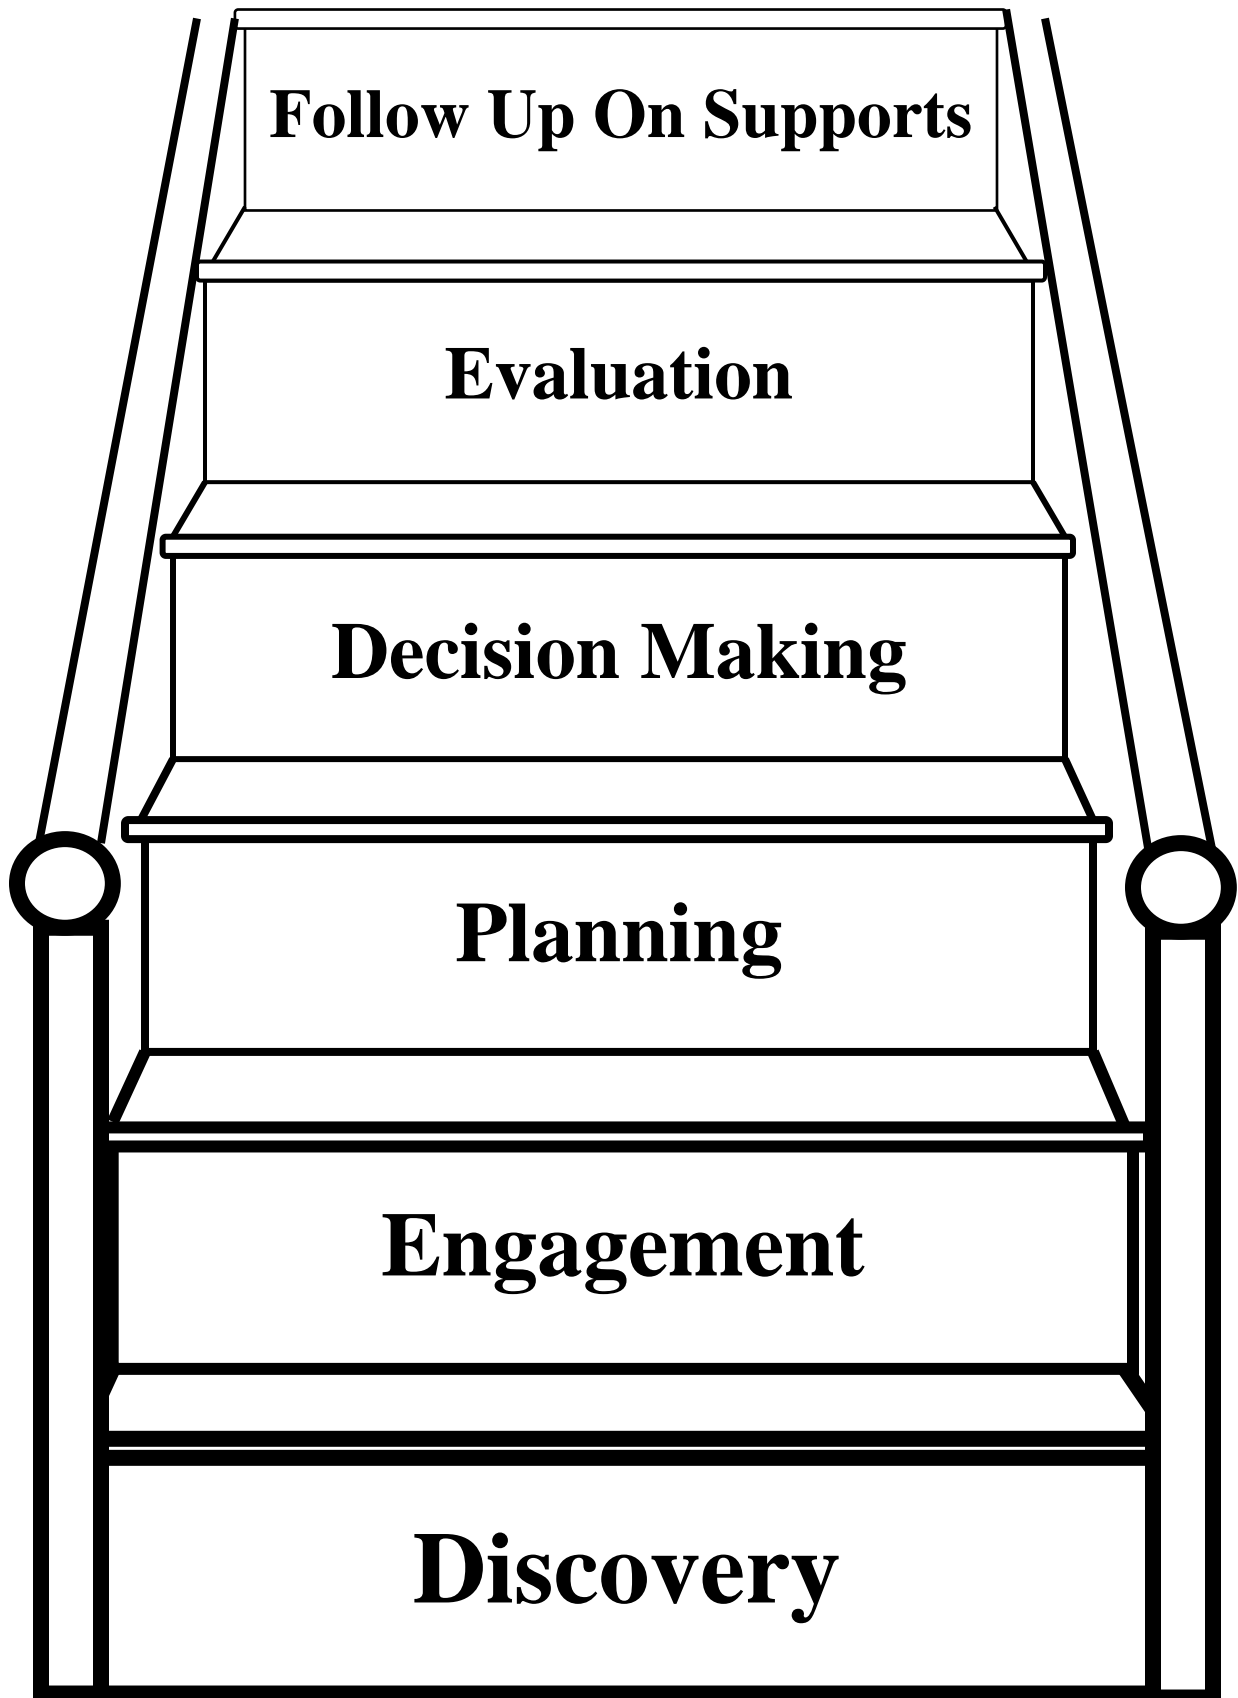 Follow Up On Supports
Evaluation
Decision Making
Planning
Engagement
Discovery